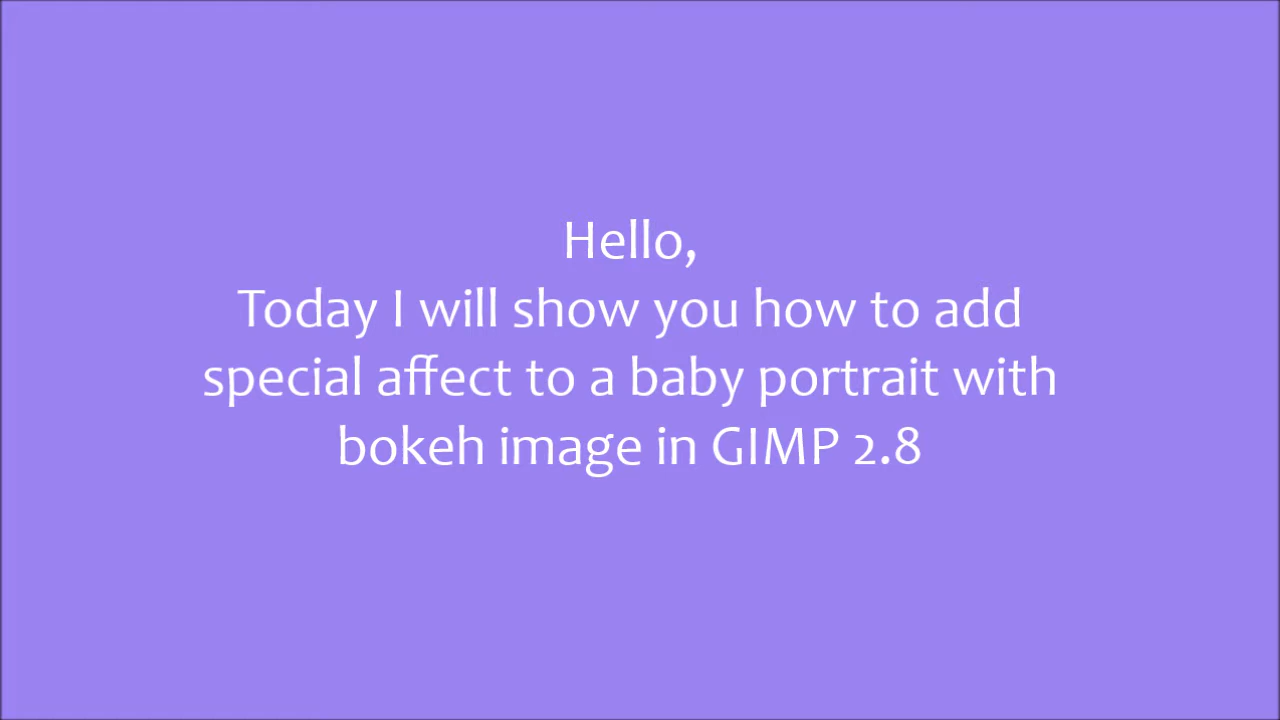 Hello,
Today I will show you how to add
special affect to a baby portrait with
bokeh image in GIMP 2.8